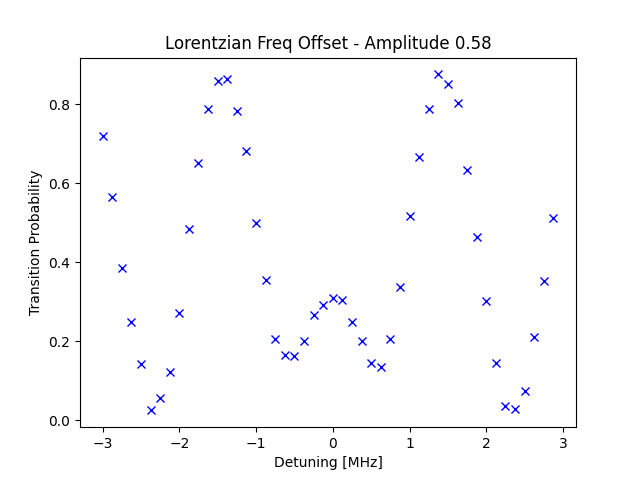 Lorentzian Freq Offset - Amplitude 0.58
Transition Probability
0.8
0.6
0.4
0.2
0.0
−3 −2 −1 0 1 2 3
Detuning [MHz]